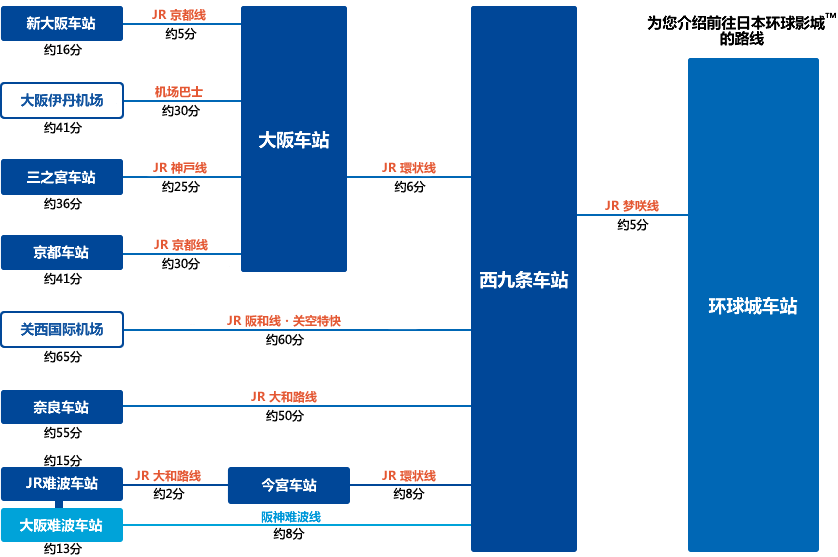 为您介绍前往日本环球影城™
的路线
新大阪车站
约16分
JR 京都线
约5分
大阪伊丹机场
约41分
机场巴士
约30分
三之宮车站
约36分
JR 神戸线
约25分
京都车站
约41分
JR 京都线
约30分
大阪车站
JR 環状线
约6分
关西国际机场
约65分
JR 阪和线·关空特快
约60分
奈良车站
约55分
JR 大和路线
约50分
约15分
JR难波车站
JR 大和路线
约2分
今宮车站
JR 環状线
约8分
大阪难波车站
约13分
阪神难波线
约8分
西九条车站
JR 梦咲线
约5分
环球城车站